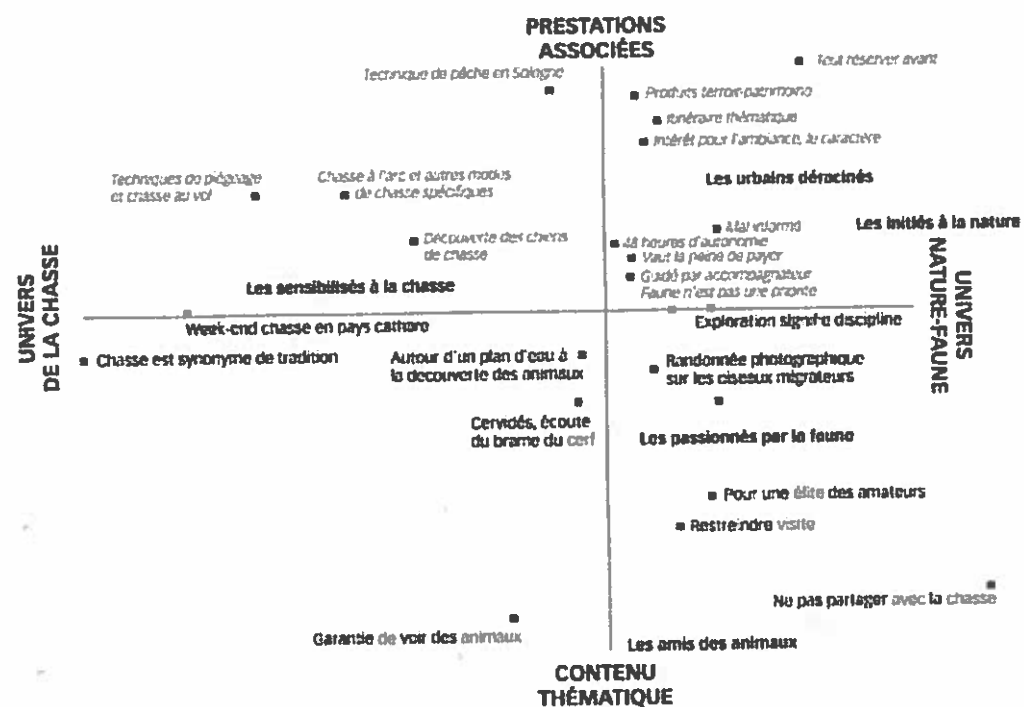 PRESTATIONS
ASSOCIÉES
Tout réserver avant
Technique de pêche en Sologne
Produits terroir-patrimoine
Itinéraire thématique
Intérêt pour l'ambiance, le caractère
Techniques de piégeage
et chasse au vol
Chasse à l'arc et autres modes
de chasse spécifiques
Les urbains déracinés
Mal informé
Les initiés à la nature
Découverte des chiens
de chasse
48 heures d'autonomie
Vaut la peine de payer
Guidé par accompagnateur
Faune n'est pas une priorité
Les sensibilisés à la chasse
UNIVERS
DE LA CHASSE
UNIVERS
NATURE-FAUNE
Week-end chasse en pays cathare
Exploration signifie discipline
Chasse est synonyme de tradition
Autour d'un plan d'eau à
la découverte des animaux
Randonnée photographique
sur les oiseaux migrateurs
Cervidés, écoute
du brame du cerf
Les passionnés par la faune
Pour une élite des amateurs
Restreindre visite
Ne pas partager avec la chasse
Garantie de voir des animaux
Les amis des animaux
CONTENU
THÉMATIQUE